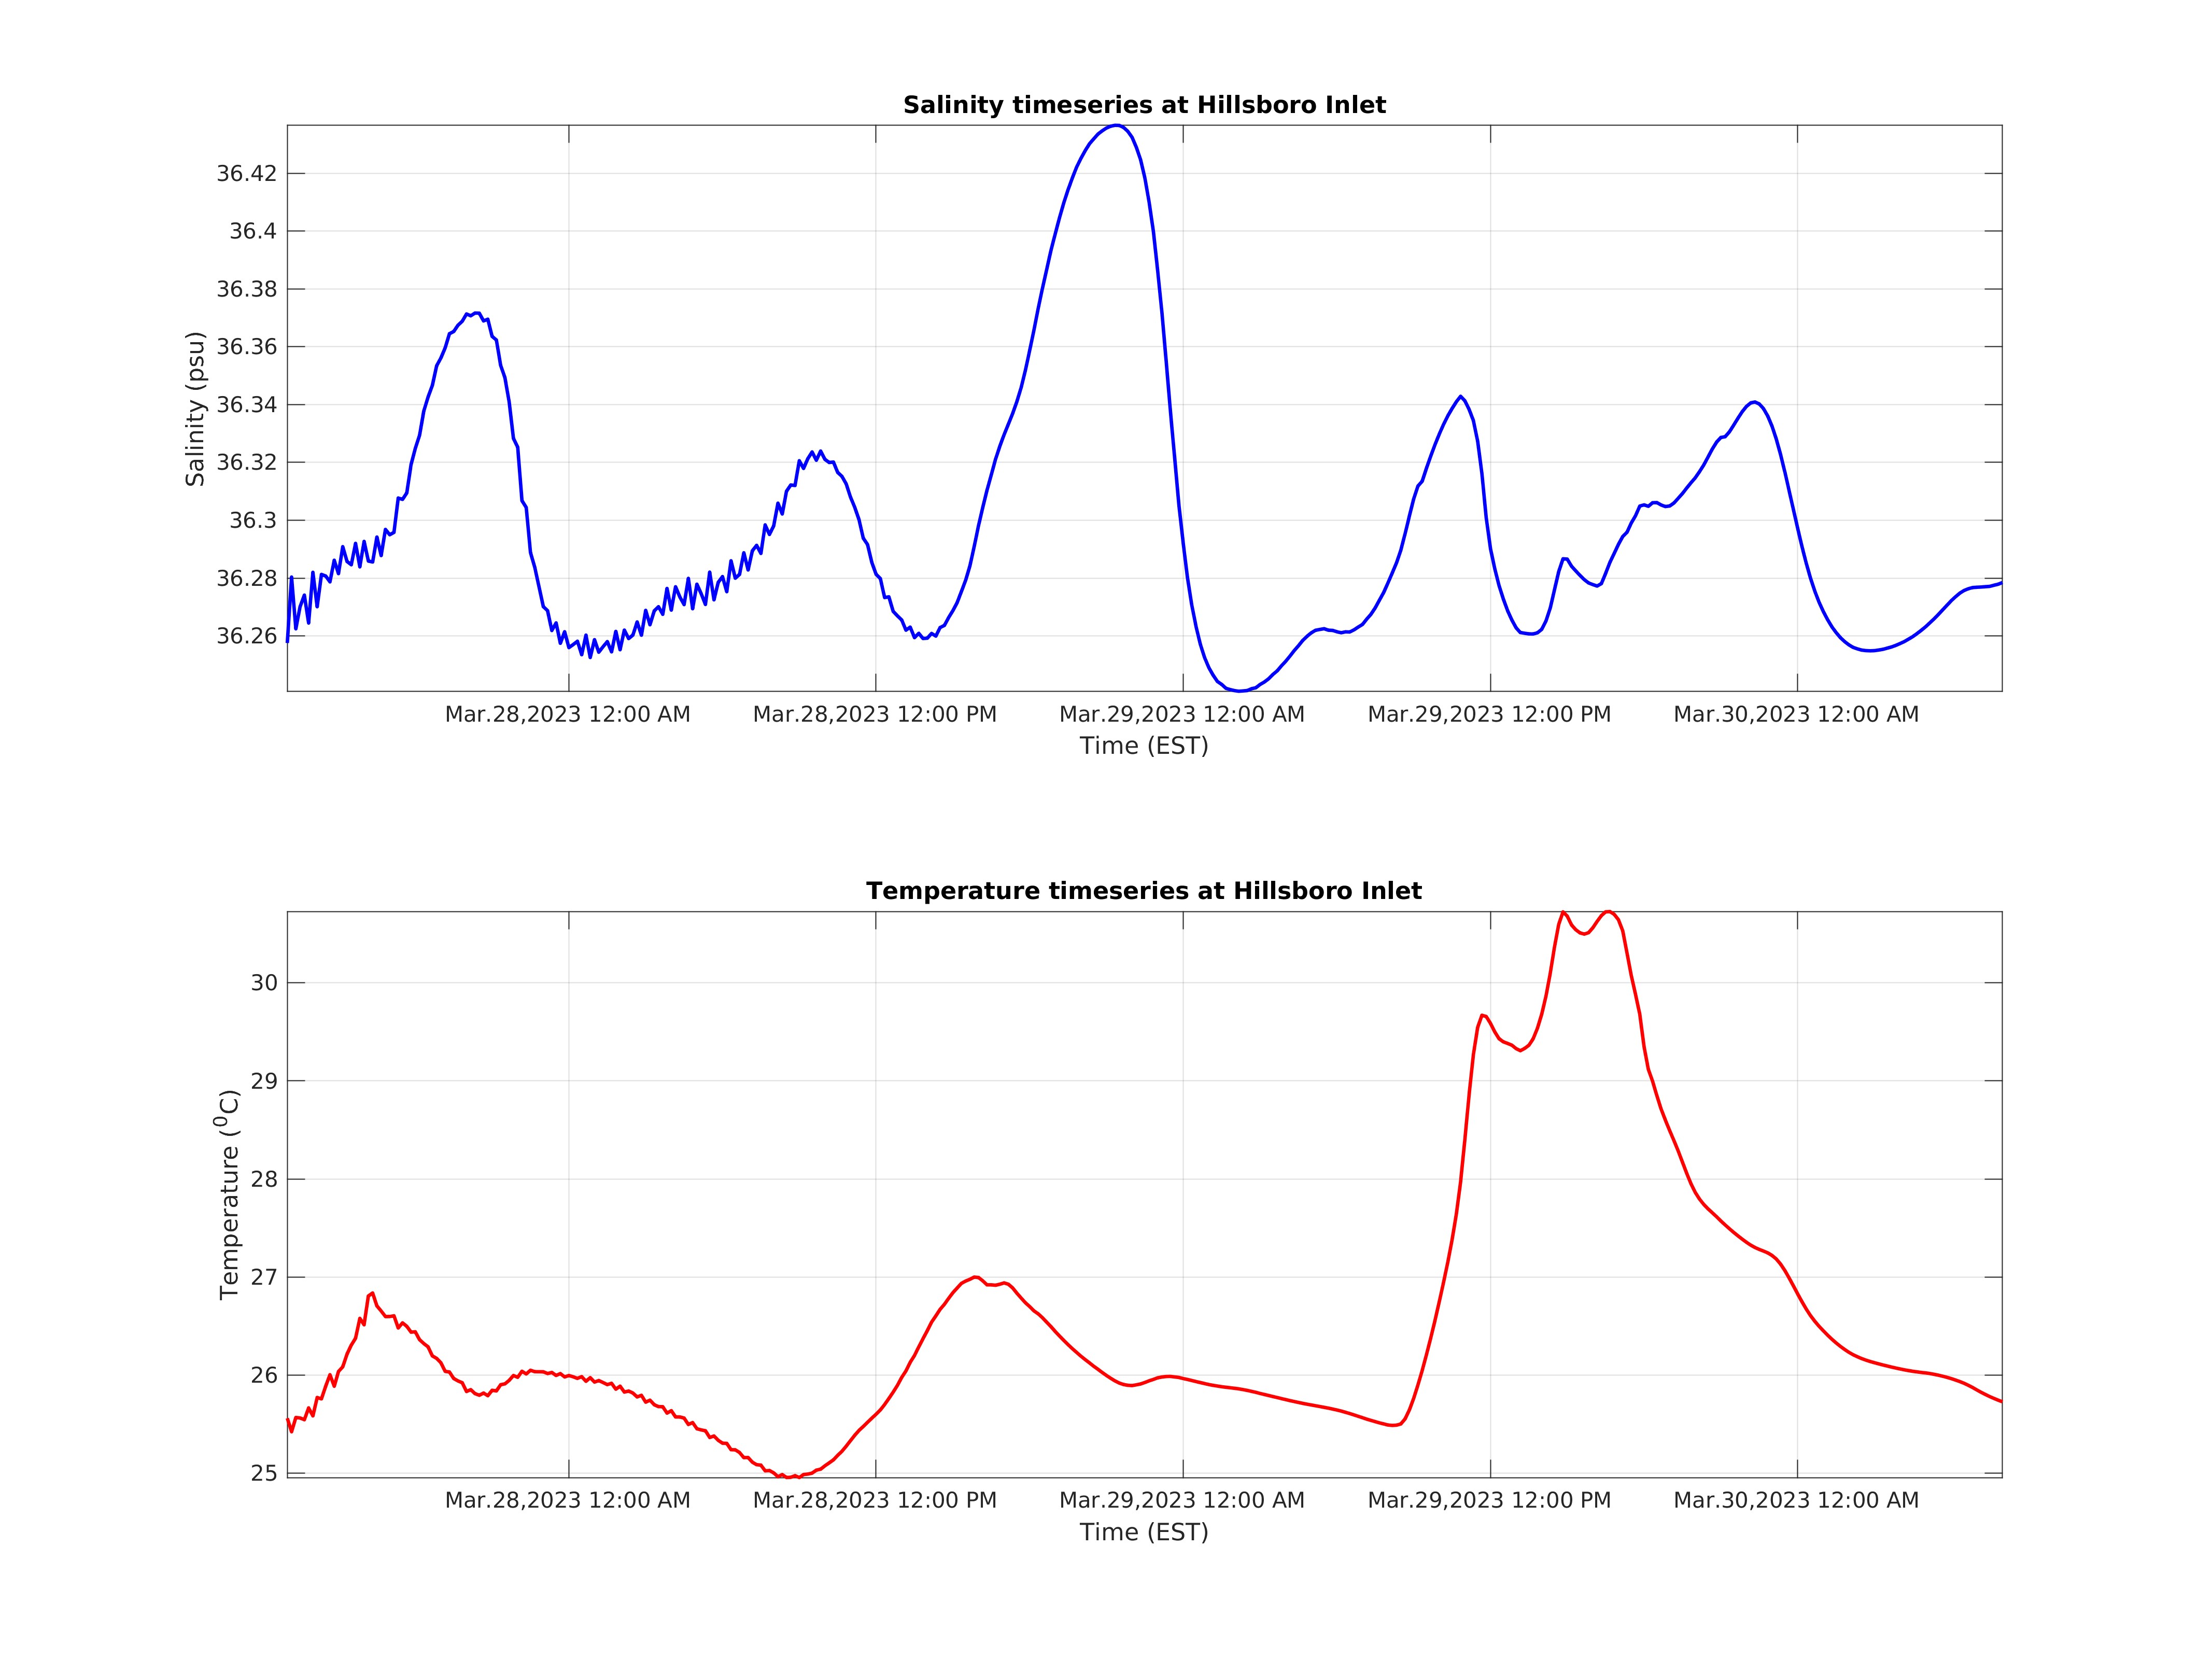 Salinity timeseries at Hillsboro Inlet
36.42
36.4
36.38
36.36
36.34
36.32
36.3
36.28
36.26
Salinity (psu)
Mar.28,2023 12:00 AM Mar.28,2023 12:00 PM Mar.29,2023 12:00 AM Mar.29,2023 12:00 PM Mar.30,2023 12:00 AM
Time (EST)
Temperature timeseries at Hillsboro Inlet
30
29
28
27
26
25
Temperature (⁰C)
Mar.28,2023 12:00 AM Mar.28,2023 12:00 PM Mar.29,2023 12:00 AM Mar.29,2023 12:00 PM Mar.30,2023 12:00 AM
Time (EST)